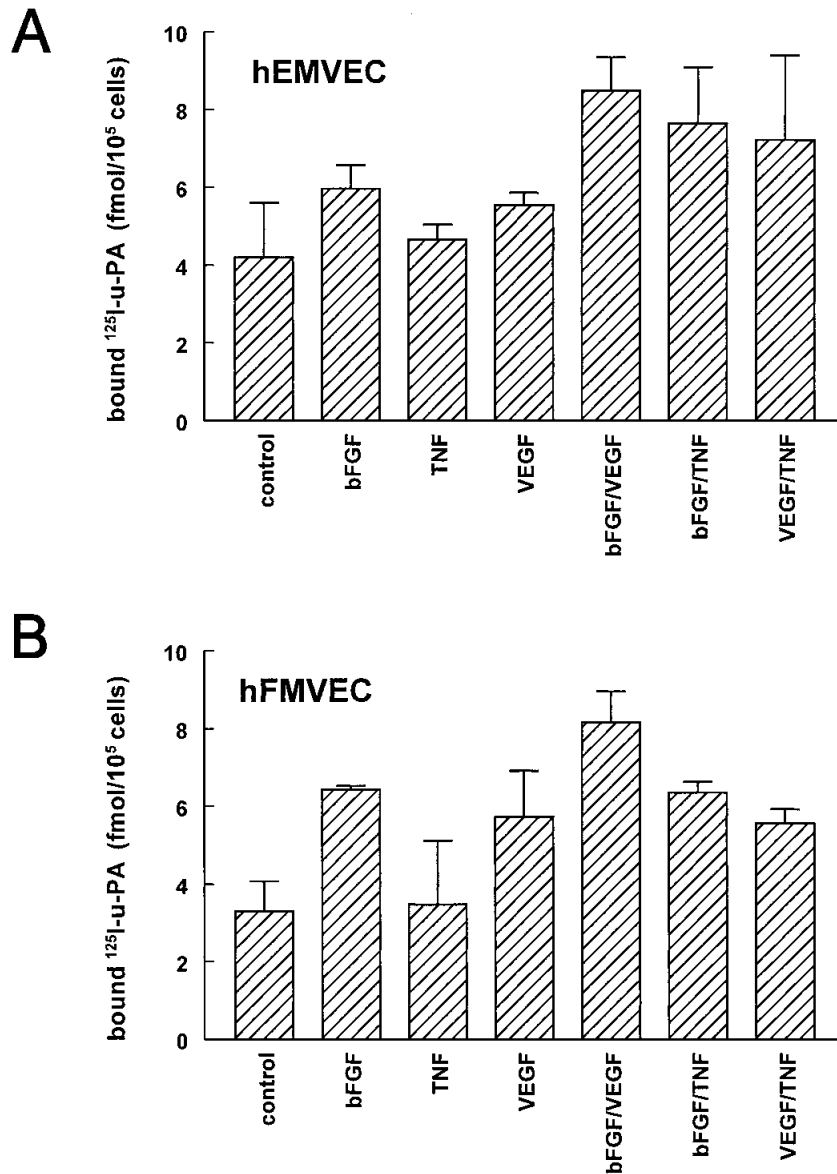 A
hEMVEC
bound ¹²⁵I-u-PA (fmol/10⁵ cells)
10
8
6
4
2
0
control
bFGF
TNF
VEGF
bFGF/VEGF
bFGF/TNF
VEGF/TNF
B
hFMVEC
bound ¹²⁵I-u-PA (fmol/10⁵ cells)
10
8
6
4
2
0
control
bFGF
TNF
VEGF
bFGF/VEGF
bFGF/TNF
VEGF/TNF